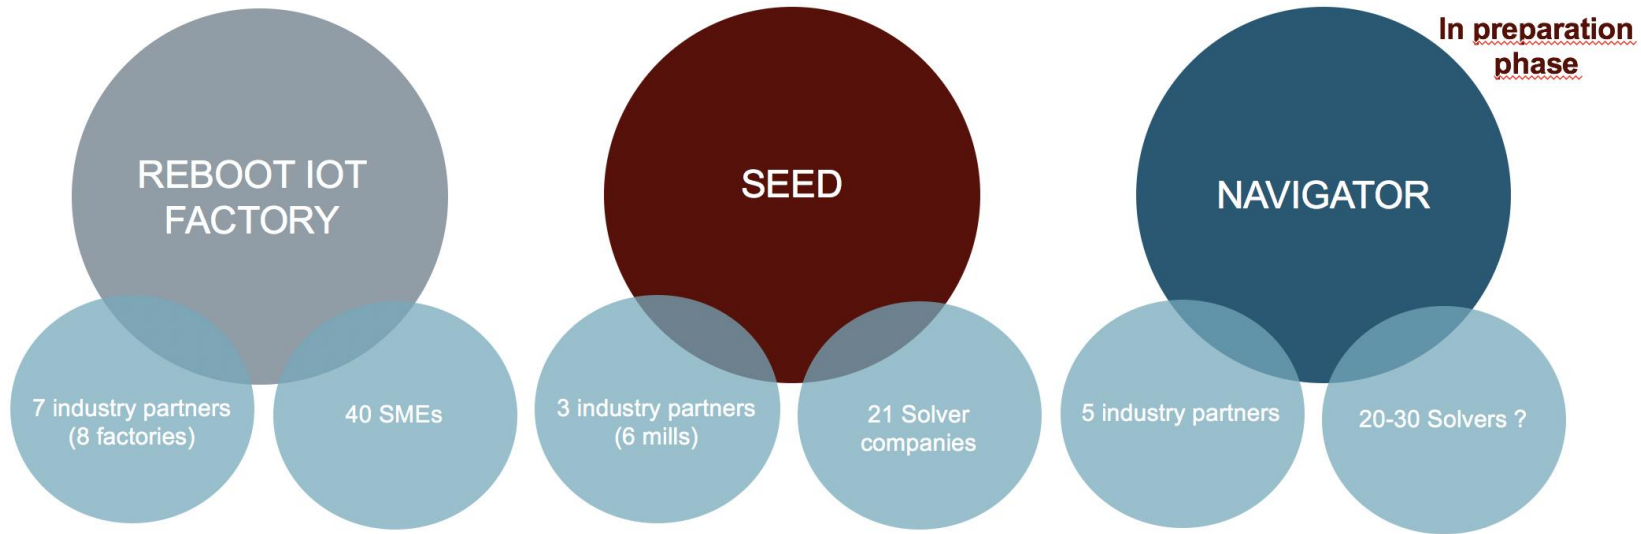 In preparation
phase
REBOOT IOT
FACTORY
SEED
NAVIGATOR
7 industry partners
(8 factories)
40 SMEs
3 industry partners
(6 mills)
21 Solver
companies
5 industry partners
20-30 Solvers ?